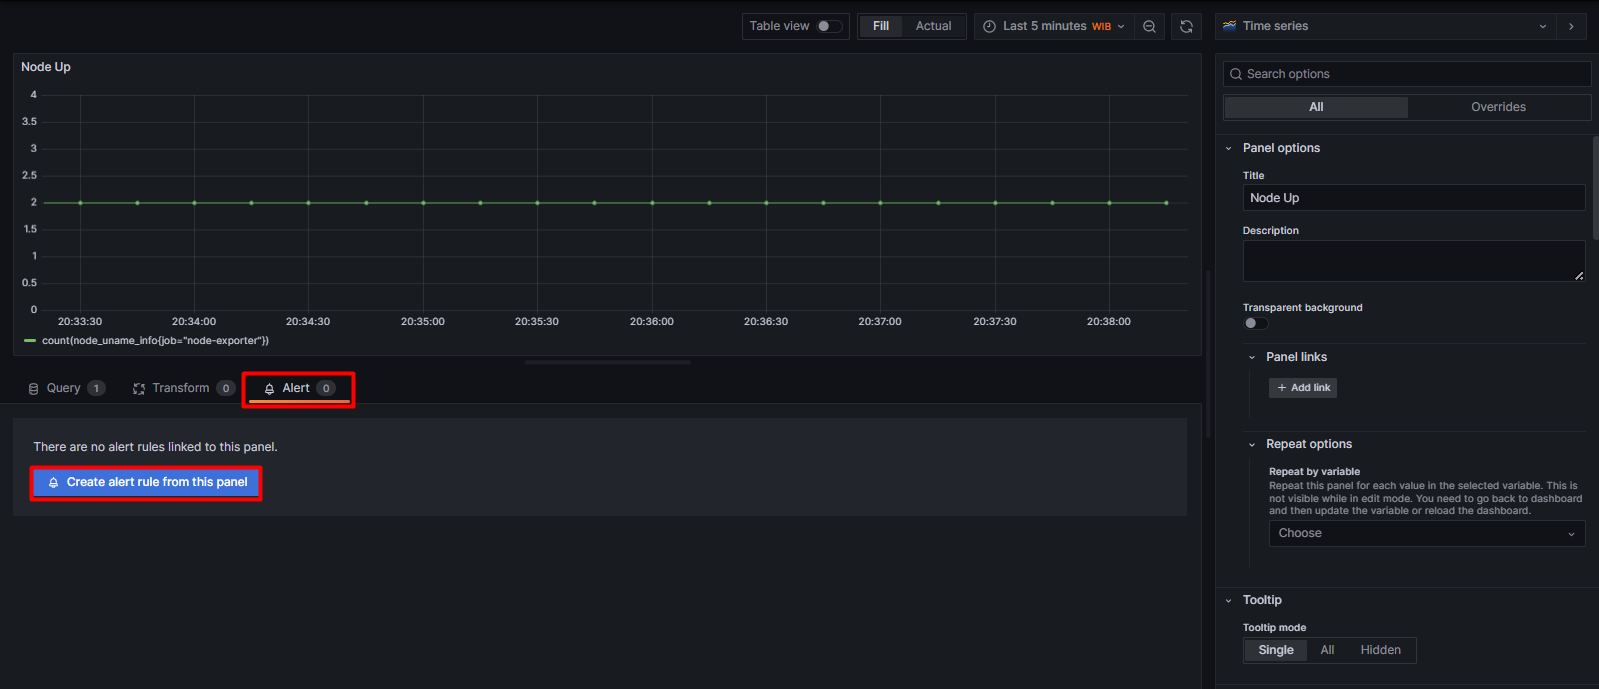 Table view
Fill
Actual
Last 5 minutes WIB
Time series
Node Up
4
3.5
3
2.5
2
1.5
1
0.5
0
20:33:30 20:34:00 20:34:30 20:35:00 20:35:30 20:36:00 20:36:30 20:37:00 20:37:30 20:38:00
count(node_uname_info{job="node-exporter"})
Query 1
Transform 0
Alert 0
There are no alert rules linked to this panel.
Create alert rule from this panel
Search options
All
Overrides
Panel options
Title
Node Up
Description
Transparent background
Panel links
+ Add link
Repeat options
Repeat by variable
Repeat this panel for each value in the selected variable. This is
not visible while in edit mode. You need to go back to dashboard
and then update the variable or reload the dashboard.
Choose
Tooltip
Tooltip mode
Single
All
Hidden